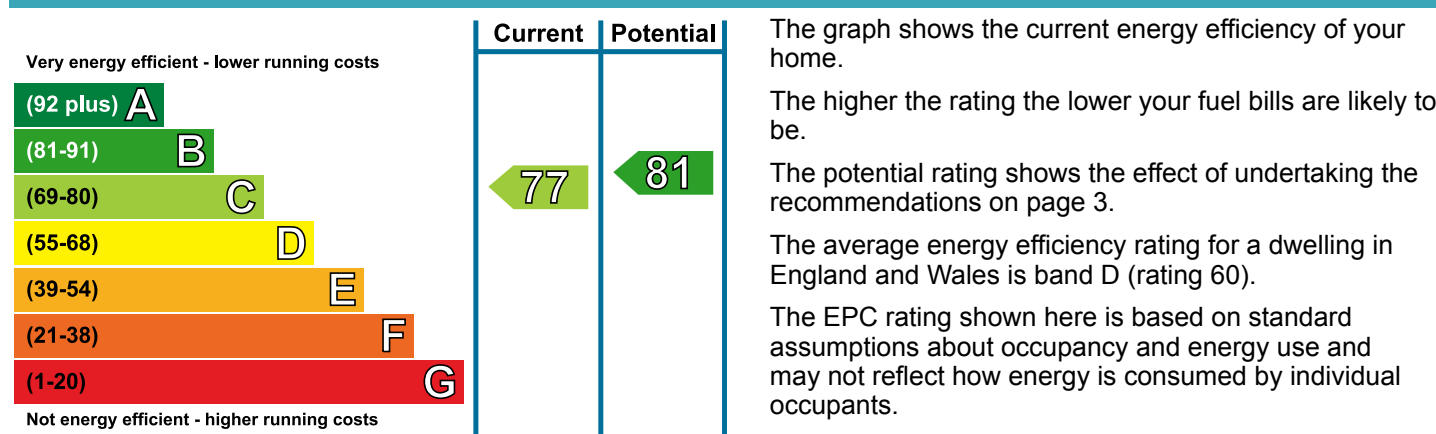 Current Potential
Very energy efficient - lower running costs
(92 plus) A
(81-91) B
(69-80) C
(55-68) D
(39-54) E
(21-38) F
(1-20) G
Not energy efficient - higher running costs
77
81
The graph shows the current energy efficiency of your
home.
The higher the rating the lower your fuel bills are likely to
be.
The potential rating shows the effect of undertaking the
recommendations on page 3.
The average energy efficiency rating for a dwelling in
England and Wales is band D (rating 60).
The EPC rating shown here is based on standard
assumptions about occupancy and energy use and
may not reflect how energy is consumed by individual
occupants.